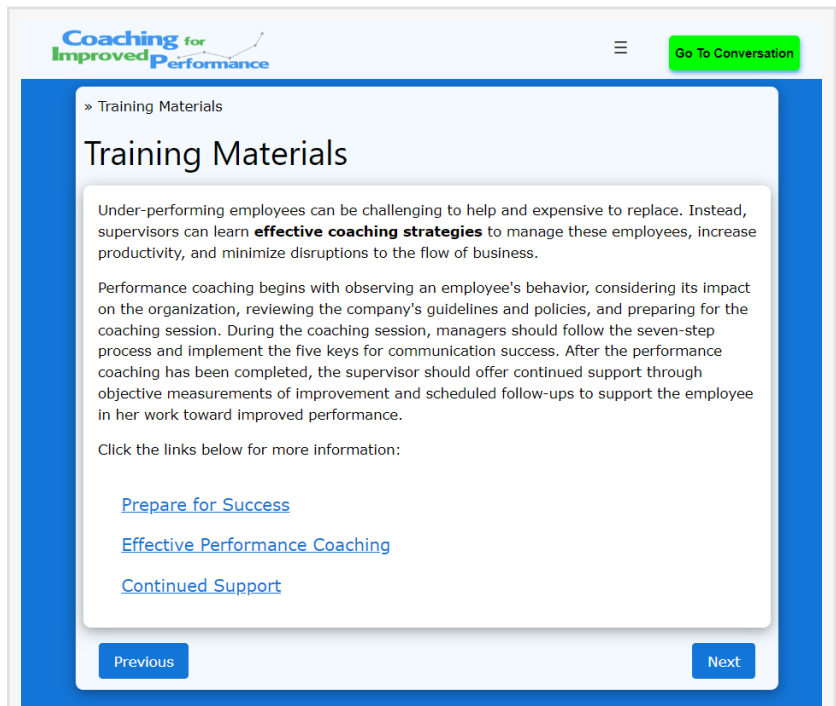 Coaching for
Improved Performance
☰
Go To Conversation
» Training Materials
Training Materials
Under-performing employees can be challenging to help and expensive to replace. Instead,
supervisors can learn effective coaching strategies to manage these employees, increase
productivity, and minimize disruptions to the flow of business.
Performance coaching begins with observing an employee's behavior, considering its impact
on the organization, reviewing the company's guidelines and policies, and preparing for the
coaching session. During the coaching session, managers should follow the seven-step
process and implement the five keys for communication success. After the performance
coaching has been completed, the supervisor should offer continued support through
objective measurements of improvement and scheduled follow-ups to support the employee
in her work toward improved performance.
Click the links below for more information:
Prepare for Success
Effective Performance Coaching
Continued Support
Previous
Next